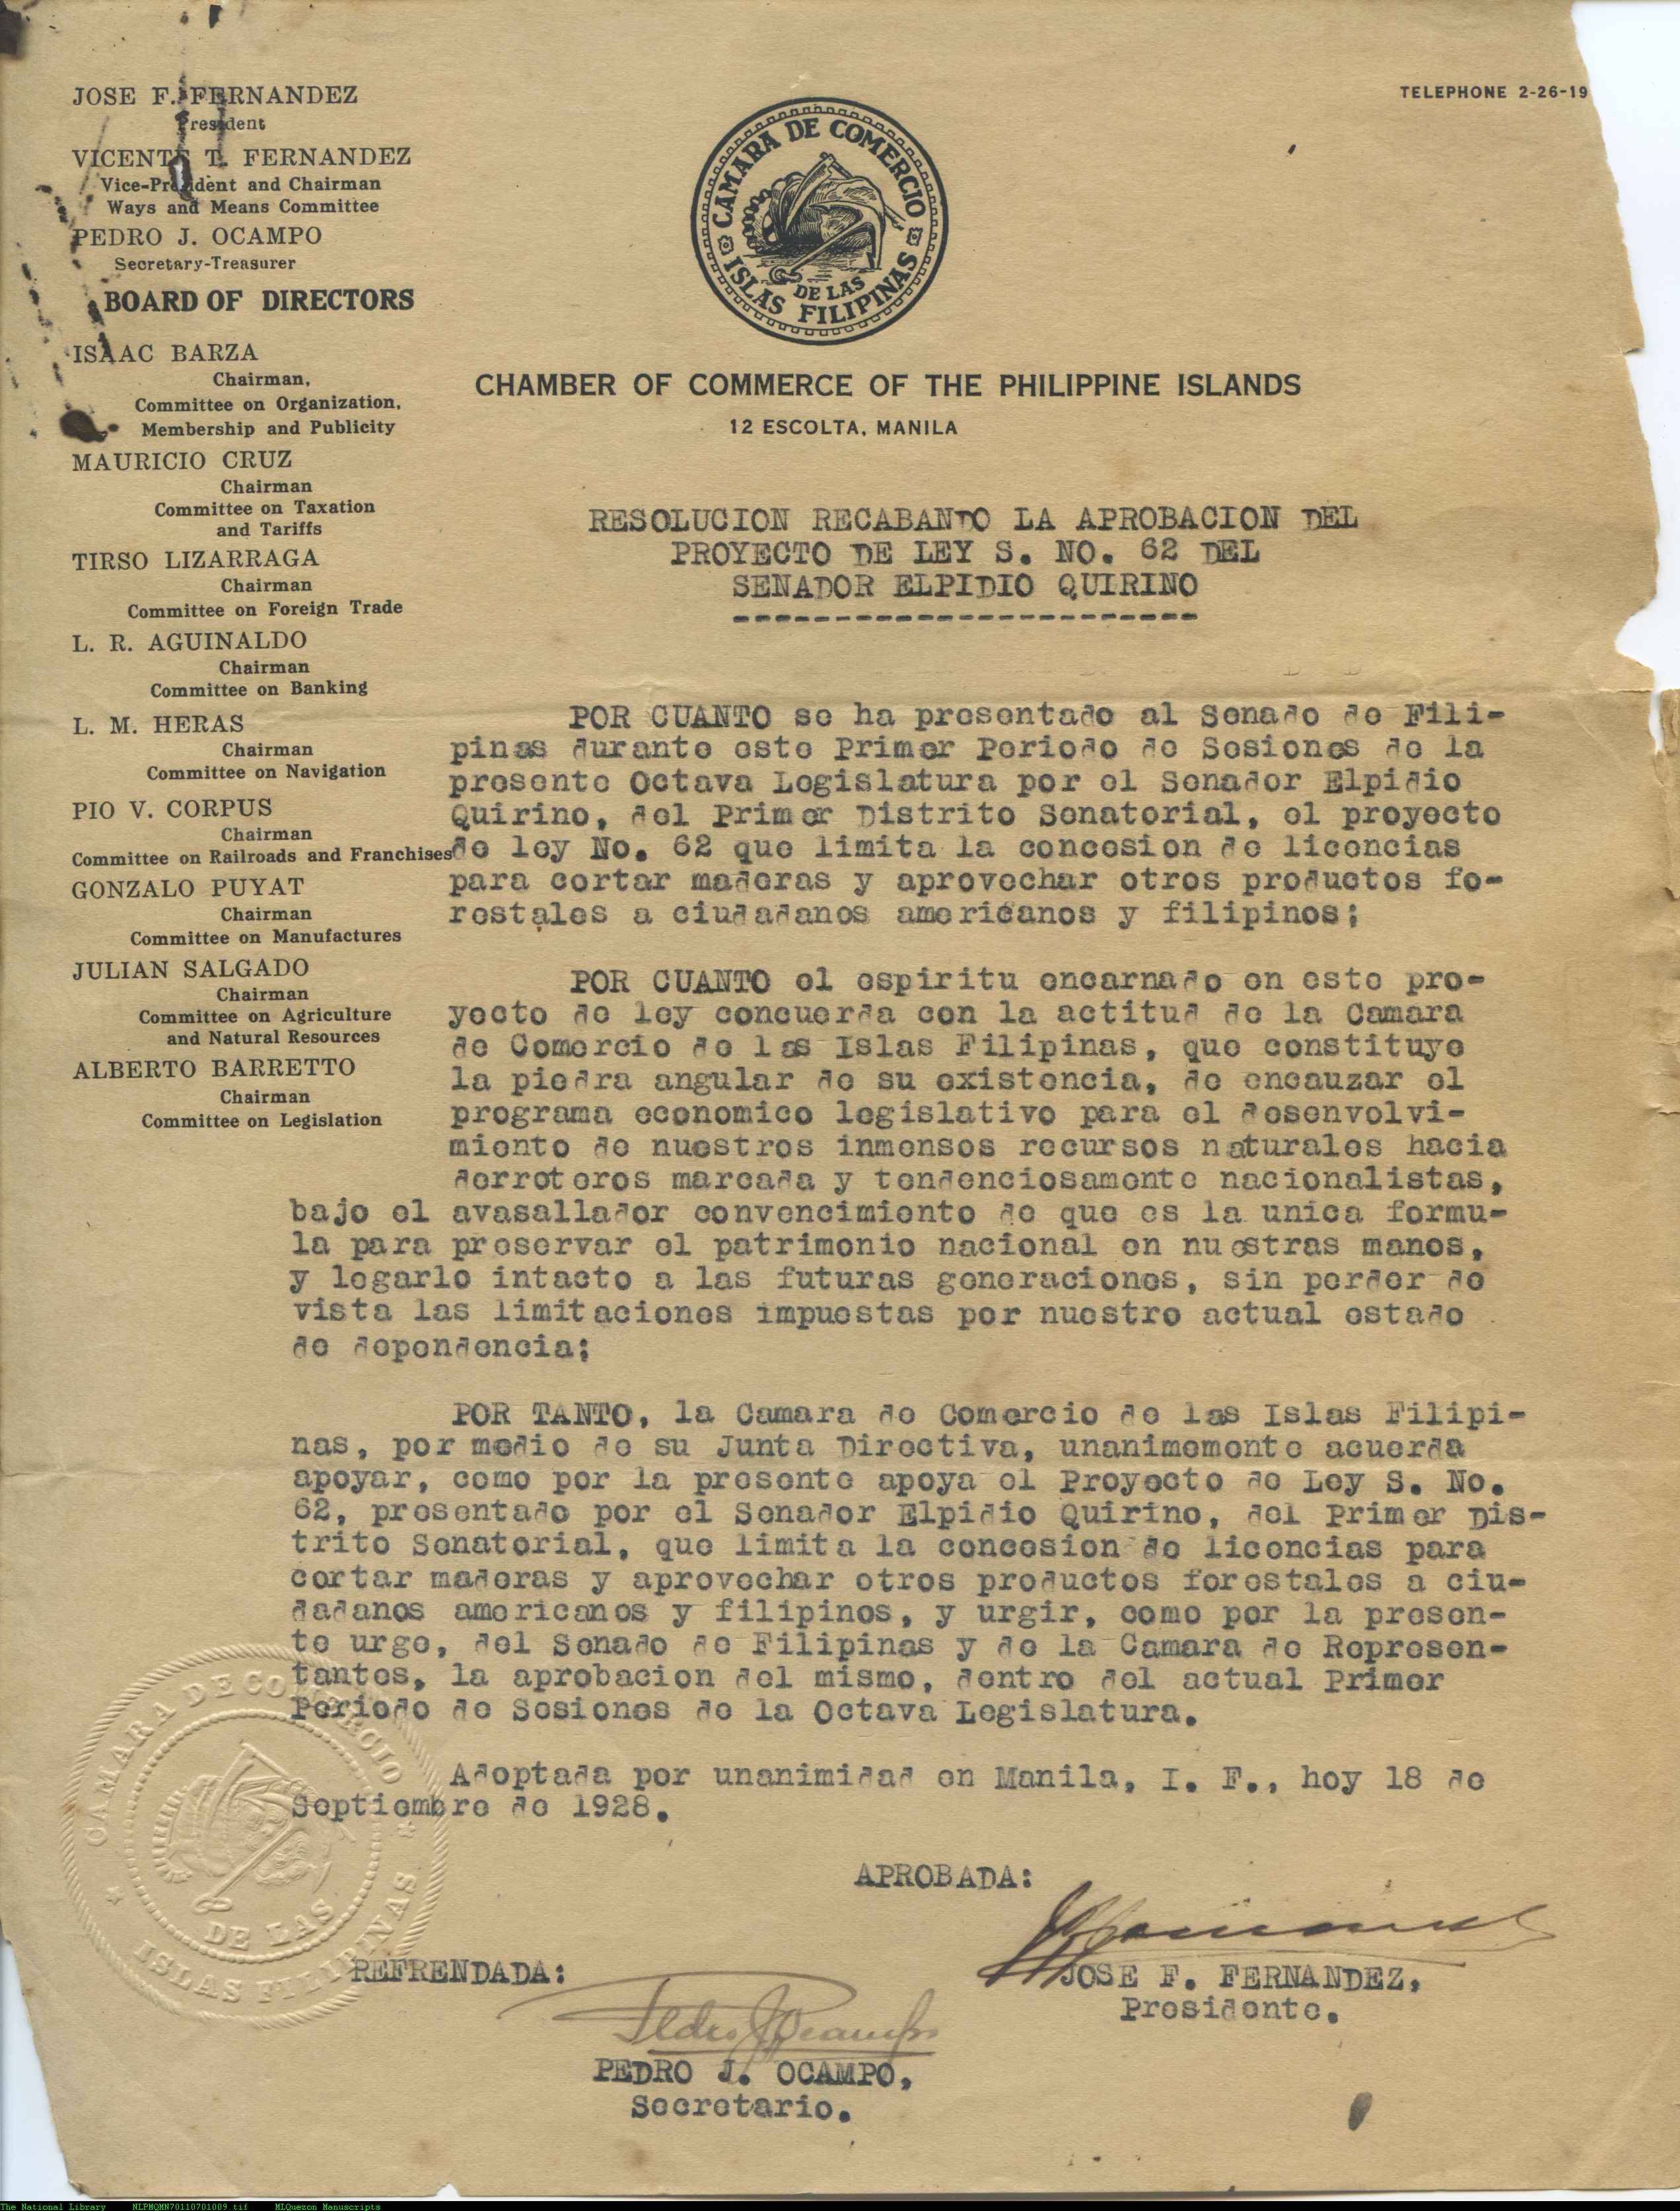 JOSE F. FERNANDEZ
President
VICENTE T. FERNANDEZ
Vice-President and Chairman
Ways and Means Committee
PEDRO J. OCAMPO
Secretary-Treasurer
BOARD OF DIRECTORS
ISAAC BARZA
Chairman,
Committee on Organization,
Membership and Publicity
MAURICIO CRUZ
Chairman
Committee on Taxation
and Tariffs
TIRSO LIZARRAGA
Chairman
Committee on Foreign Trade
L. R. AGUINALDO
Chairman
Committee on Banking
L. M. HERAS
Chairman
Committee on Navigation
PIO V. CORPUS
Chairman
Committee on Railroads and Franchises
GONZALO PUYAT
Chairman
Committee on Manufactures
JULIAN SALGADO
Chairman
Committee on Agriculture
and Natural Resources
ALBERTO BARRETTO
Chairman
Committee on Legislation
TELEPHONE 2-26-19
CAMARA DE COMERCIO
DE LAS
ISLAS FILIPINAS
CHAMBER OF COMMERCE OF THE PHILIPPINE ISLANDS
12 ESCOLTA, MANILA
RESOLUCION RECABANDO LA APROBACION DEL
PROYECTO DE LEY S. NO. 62 DEL
SENADOR ELPIDIO QUIRINO
-----------------------
POR CUANTO se ha presentado al Senado de Fili-
pinas durante este Primer Periodo de Sesiones de la
presente Octava Legislatura por el Senador Elpidio
Quirino, del Primer Distrito Senatorial, el proyecto
de ley No. 62 que limita la concesion de licencias
para cortar maderas y aprovechar otros productos fo-
restales a ciudadanos americanos y filipinos;
POR CUANTO el espiritu encarnado en este pro-
yecto de ley concuerda con la actitud de la Camara
de Comercio de las Islas Filipinas, que constituye
la piedra angular de su existencia, de encauzar el
programa economico legislativo para el desenvolvi-
miento de nuestros inmensos recursos naturales hacia
derroteros marcada y tendenciosamente nacionalistas,
bajo el avasallador convencimiento de que es la unica formu-
la para preservar el patrimonio nacional en nuestras manos,
y legarlo intacto a las futuras generaciones, sin perder de
vista las limitaciones impuestas por nuestro actual estado
de dependencia;
POR TANTO, la Camara de Comercio de las Islas Filipi-
nas, por medio de su Junta Directiva, unanimemente acuerda
apoyar, como por la presente apoya el Proyecto de Ley S. No.
62, presentado por el Senador Elpidio Quirino, del Primer Dis-
trito Senatorial, que limita la concesion de licencias para
cortar maderas y aprovechar otros productos forestales a ciu-
dadanos americanos y filipinos, y urgir, como por la presen-
te urge, del Senado de Filipinas y de la Camara de Represen-
tantes, la aprobacion del mismo, dentro del actual Primer
Periodo de Sesiones de la Octava Legislatura.
Adoptada por unanimidad en Manila, I. F., hoy 18 de
Septiembre de 1928.
CAMARA DE COMERCIO
DE LAS
ISLAS FILIPINAS
APROBADA:
JOSE F. FERNANDEZ,
Presidente.
REFRENDADA:
Pedro J. Ocampo
PEDRO J. OCAMPO,
Secretario.
The National Library NLPMQMN70110701009.tif MLQuezon Manuscripts